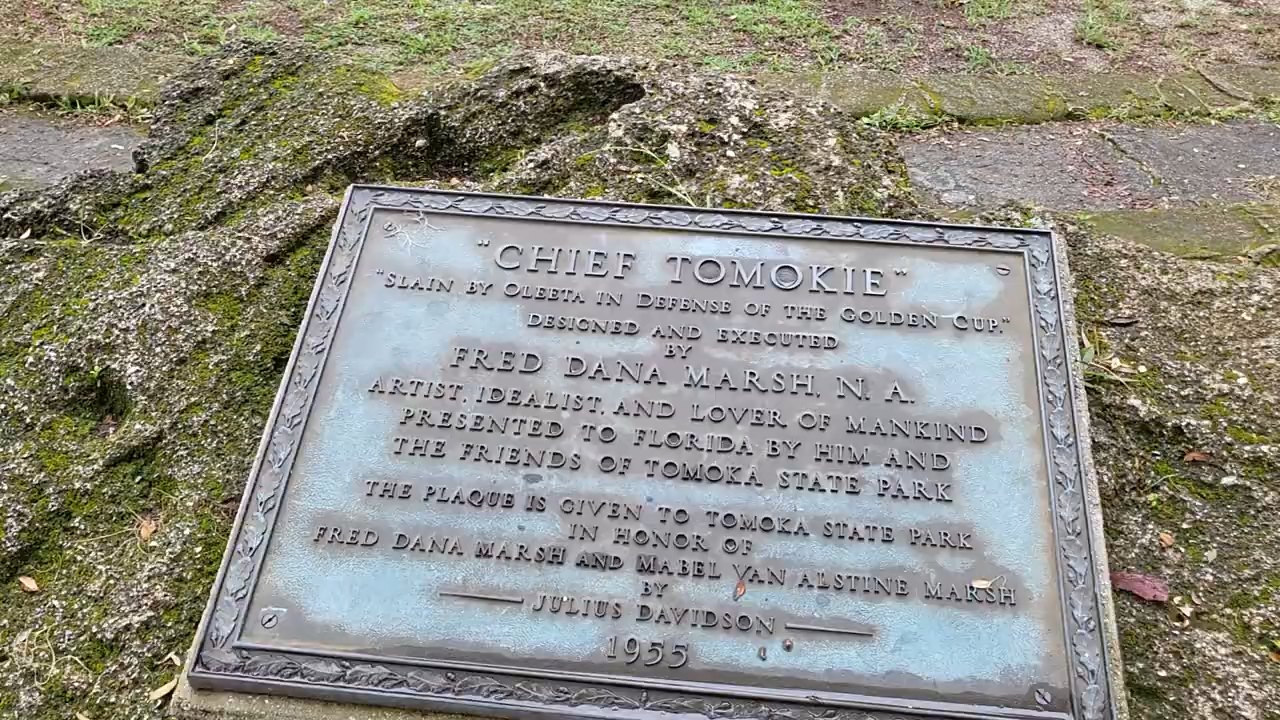 "CHIEF TOMOKIE"
"SLAIN BY OLEETA IN DEFENSE OF THE GOLDEN CUP."
DESIGNED AND EXECUTED
BY
FRED DANA MARSH, N. A.
ARTIST, IDEALIST, AND LOVER OF MANKIND
PRESENTED TO FLORIDA BY HIM AND
THE FRIENDS OF TOMOKA STATE PARK
THE PLAQUE IS GIVEN TO TOMOKA STATE PARK
IN HONOR OF
FRED DANA MARSH AND MABEL VAN ALSTINE MARSH
BY
JULIUS DAVIDSON
1955